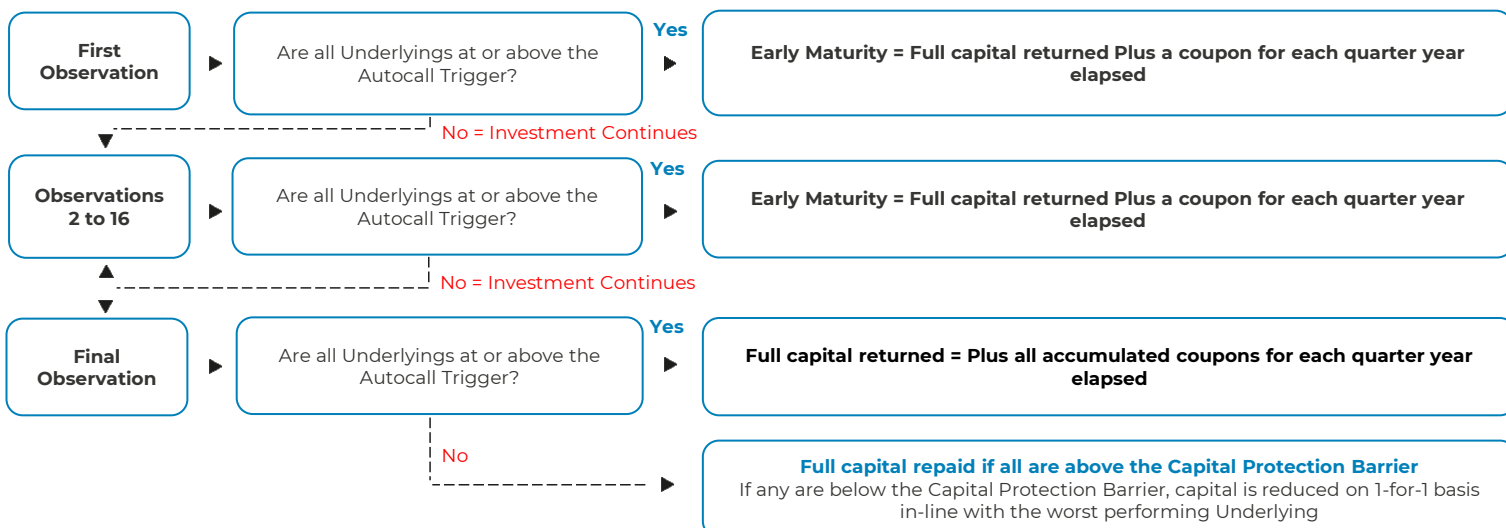 First
Observation
Are all Underlyings at or above the
Autocall Trigger?
Yes
Early Maturity = Full capital returned Plus a coupon for each quarter year
elapsed
No = Investment Continues
Observations
2 to 16
Are all Underlyings at or above the
Autocall Trigger?
Yes
Early Maturity = Full capital returned Plus a coupon for each quarter year
elapsed
No = Investment Continues
Final
Observation
Are all Underlyings at or above the
Autocall Trigger?
Yes
Full capital returned = Plus all accumulated coupons for each quarter year
elapsed
No
Full capital repaid if all are above the Capital Protection Barrier
If any are below the Capital Protection Barrier, capital is reduced on 1-for-1 basis
in-line with the worst performing Underlying